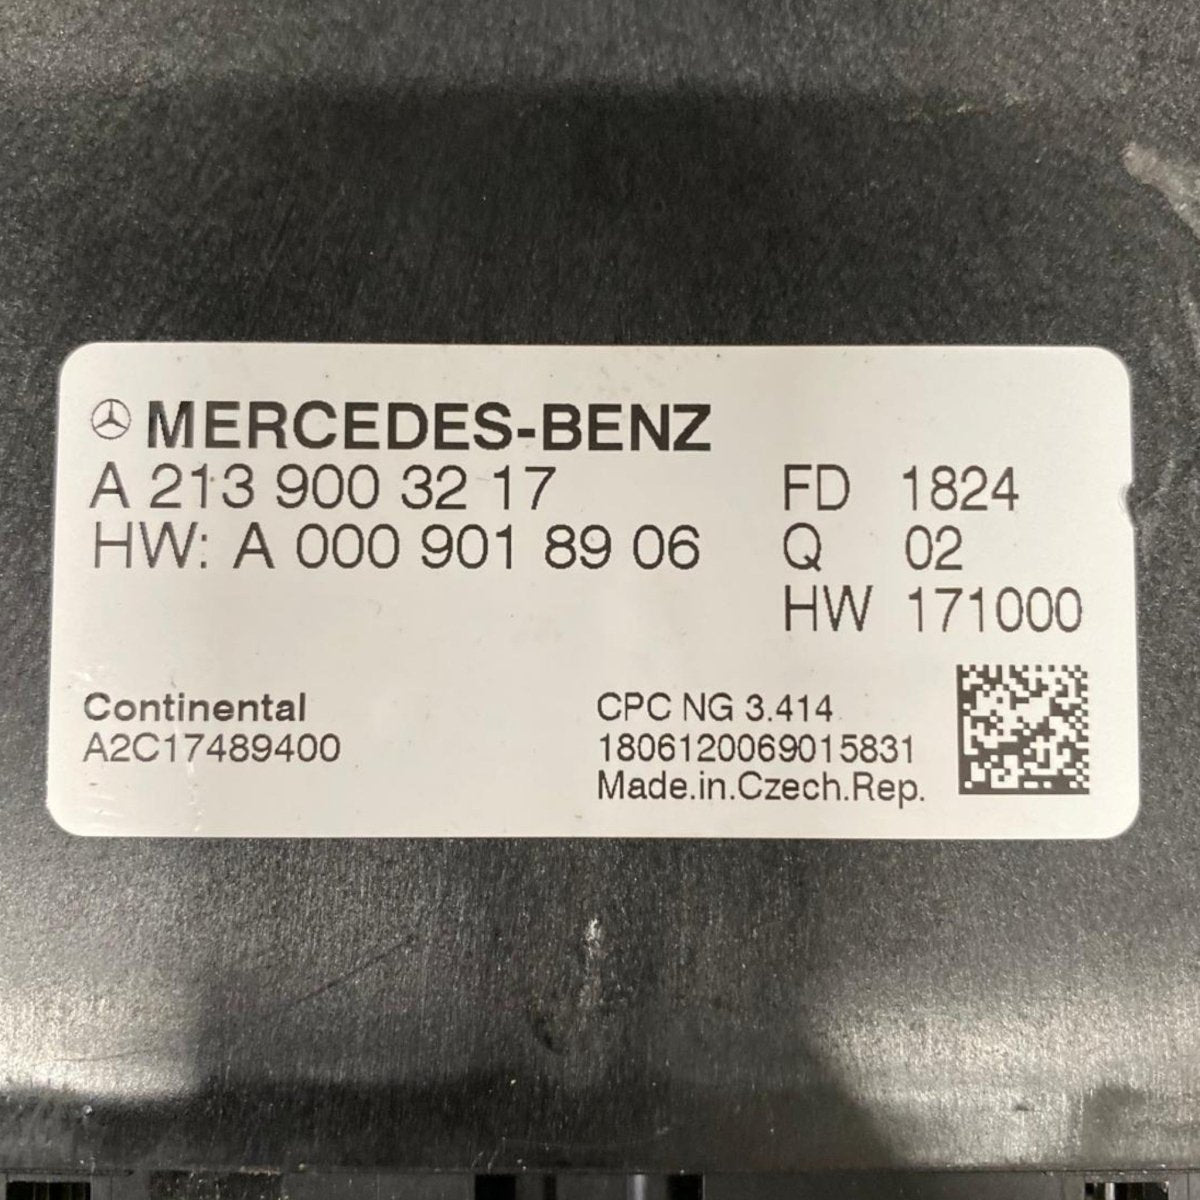 MERCEDES-BENZ
A 213 900 32 17
HW: A 000 901 89 06
FD 1824
Q 02
HW 171000
Continental
A2C17489400
CPC NG 3.414
1806120069015831
Made.in.Czech.Rep.